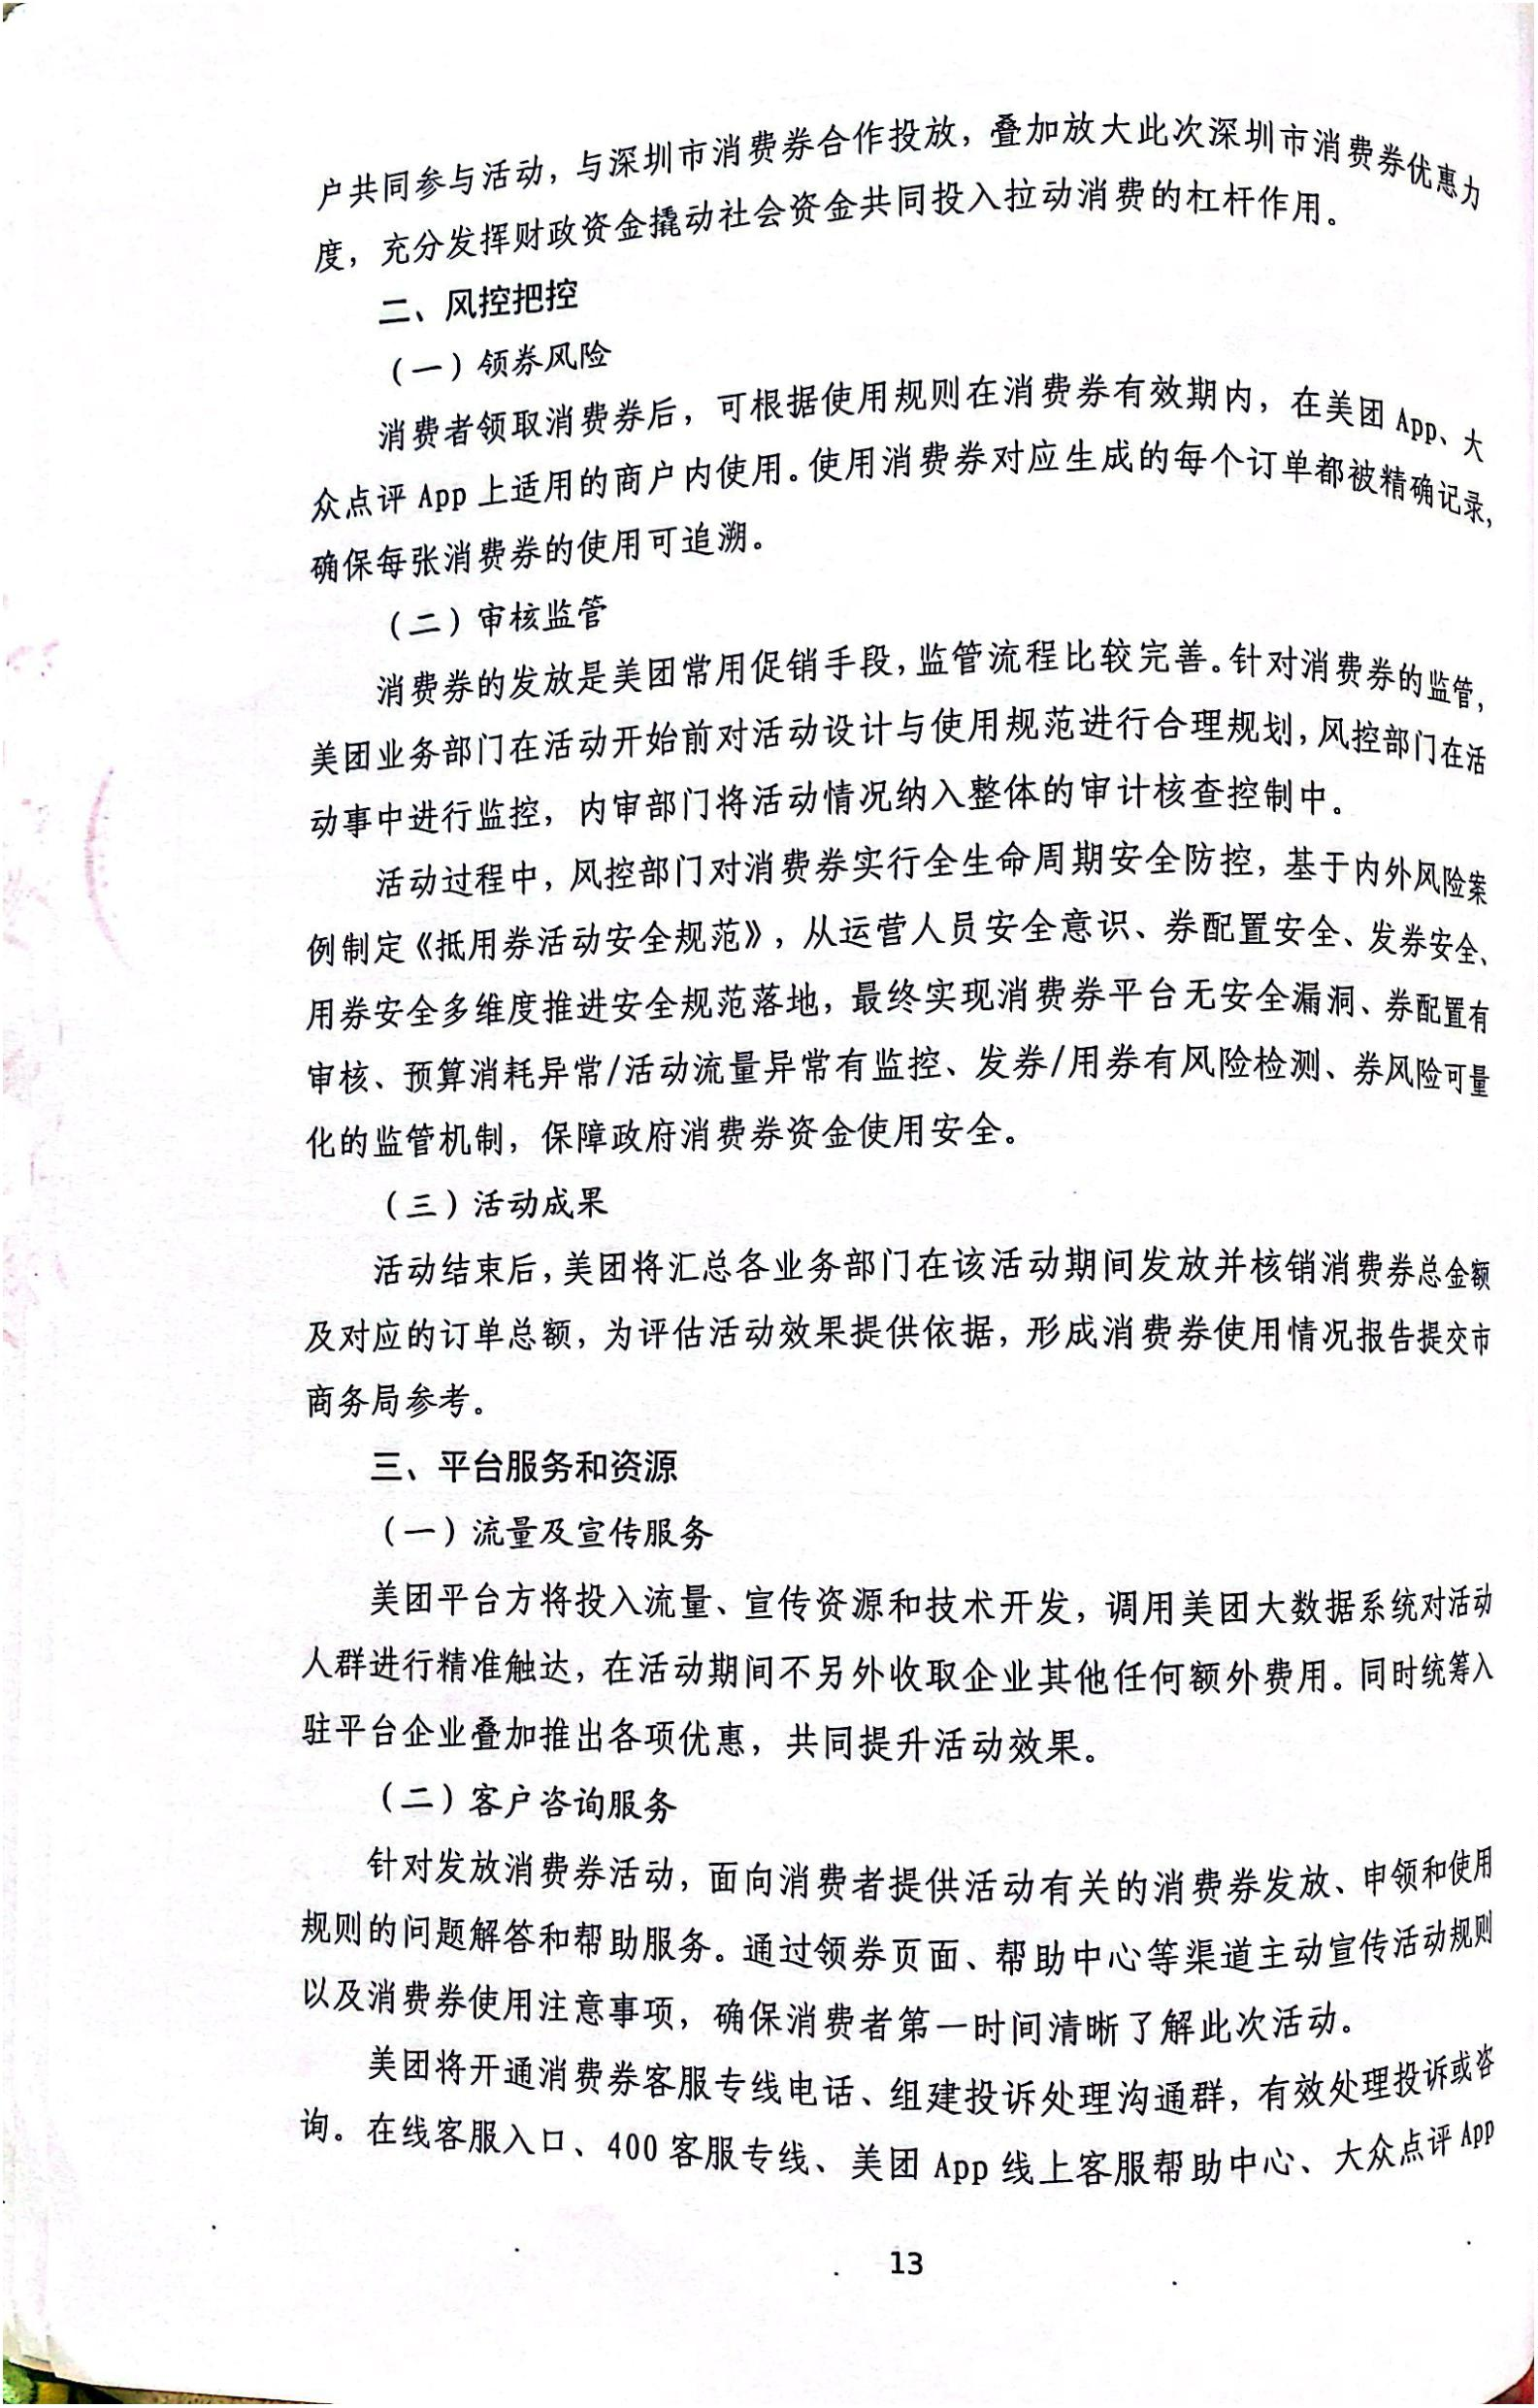 户共同参与活动，与深圳市消费券合作投放，叠加放大此次深圳市消费券优惠力
度，充分发挥财政资金撬动社会资金共同投入拉动消费的杠杆作用。
二、风控把控
（一）领券风险
消费者领取消费券后，可根据使用规则在消费券有效期内，在美团 App、大
众点评 App 上适用的商户内使用。使用消费券对应生成的每个订单都被精确记录，
确保每张消费券的使用可追溯。
（二）审核监管
消费券的发放是美团常用促销手段，监管流程比较完善。针对消费券的监管，
美团业务部门在活动开始前对活动设计与使用规范进行合理规划，风控部门在活
动事中进行监控，内审部门将活动情况纳入整体的审计核查控制中。
活动过程中，风控部门对消费券实行全生命周期安全防控，基于内外风险案
例制定《抵用券活动安全规范》，从运营人员安全意识、券配置安全、发券安全、
用券安全多维度推进安全规范落地，最终实现消费券平台无安全漏洞、券配置有
审核、预算消耗异常/活动流量异常有监控、发券/用券有风险检测、券风险可量
化的监管机制，保障政府消费券资金使用安全。
（三）活动成果
活动结束后，美团将汇总各业务部门在该活动期间发放并核销消费券总金额
及对应的订单总额，为评估活动效果提供依据，形成消费券使用情况报告提交市
商务局参考。
三、平台服务和资源
（一）流量及宣传服务
美团平台方将投入流量、宣传资源和技术开发，调用美团大数据系统对活动
人群进行精准触达，在活动期间不另外收取企业其他任何额外费用。同时统筹入
驻平台企业叠加推出各项优惠，共同提升活动效果。
（二）客户咨询服务
针对发放消费券活动，面向消费者提供活动有关的消费券发放、申领和使用
规则的问题解答和帮助服务。通过领券页面、帮助中心等渠道主动宣传活动规则
以及消费券使用注意事项，确保消费者第一时间清晰了解此次活动。
美团将开通消费券客服专线电话、组建投诉处理沟通群，有效处理投诉或咨
询。在线客服入口、400 客服专线、美团 App 线上客服帮助中心、大众点评 App
13